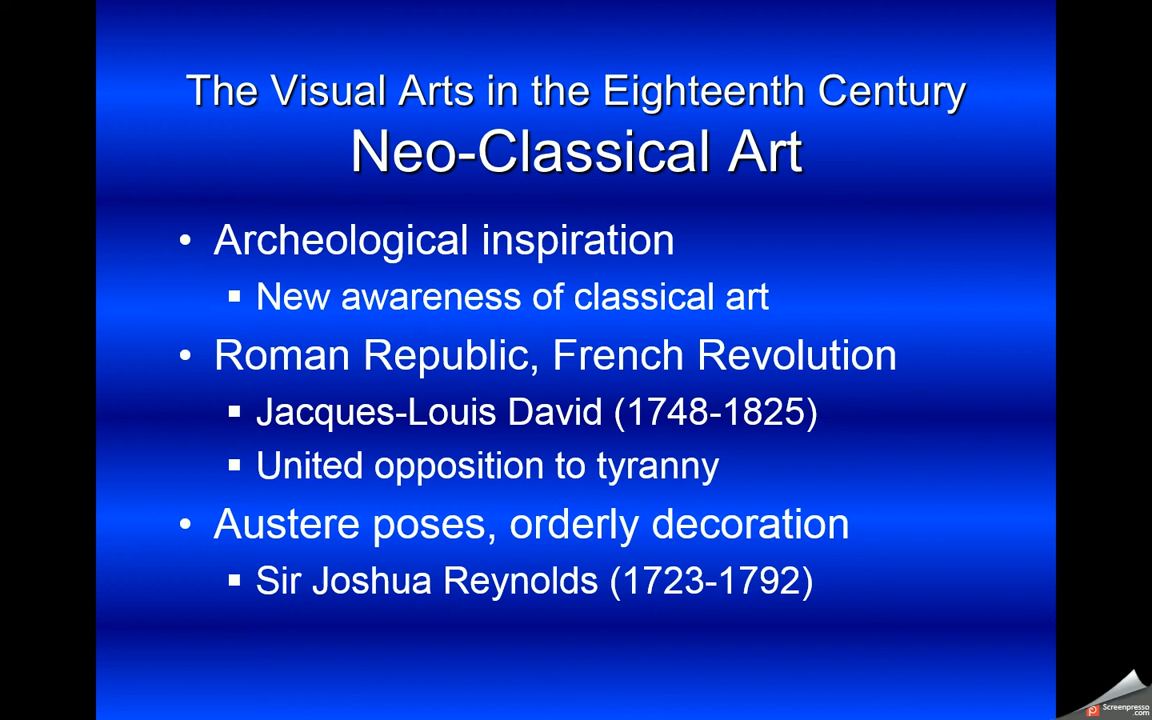 The Visual Arts in the Eighteenth Century
Neo-Classical Art
• Archeological inspiration
▪ New awareness of classical art
• Roman Republic, French Revolution
▪ Jacques-Louis David (1748-1825)
▪ United opposition to tyranny
• Austere poses, orderly decoration
▪ Sir Joshua Reynolds (1723-1792)
Screenpresso
.com